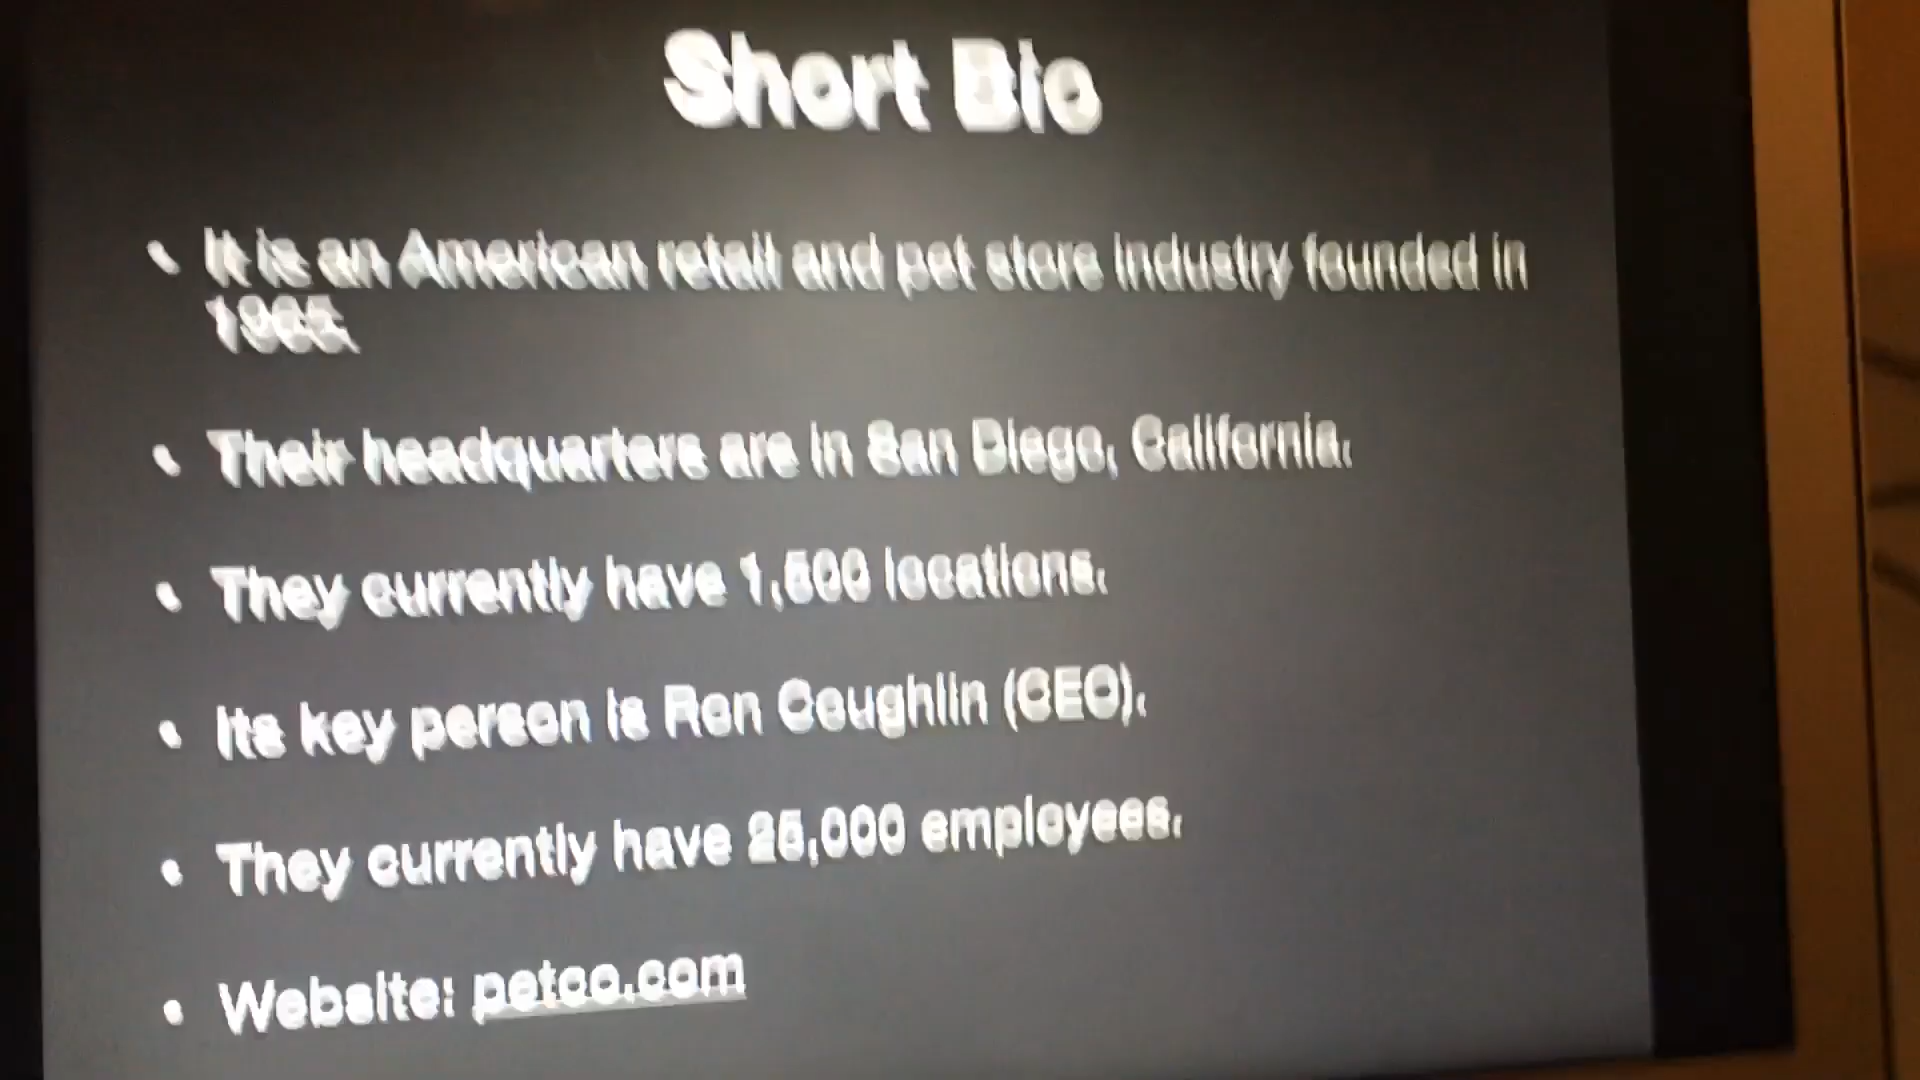 Short Bio
• It is an American retail and pet store industry founded in
1965.
• Their headquarters are in San Diego, California.
• They currently have 1,500 locations.
• Its key person is Ron Coughlin (CEO).
• They currently have 25,000 employees.
• Website: petco.com